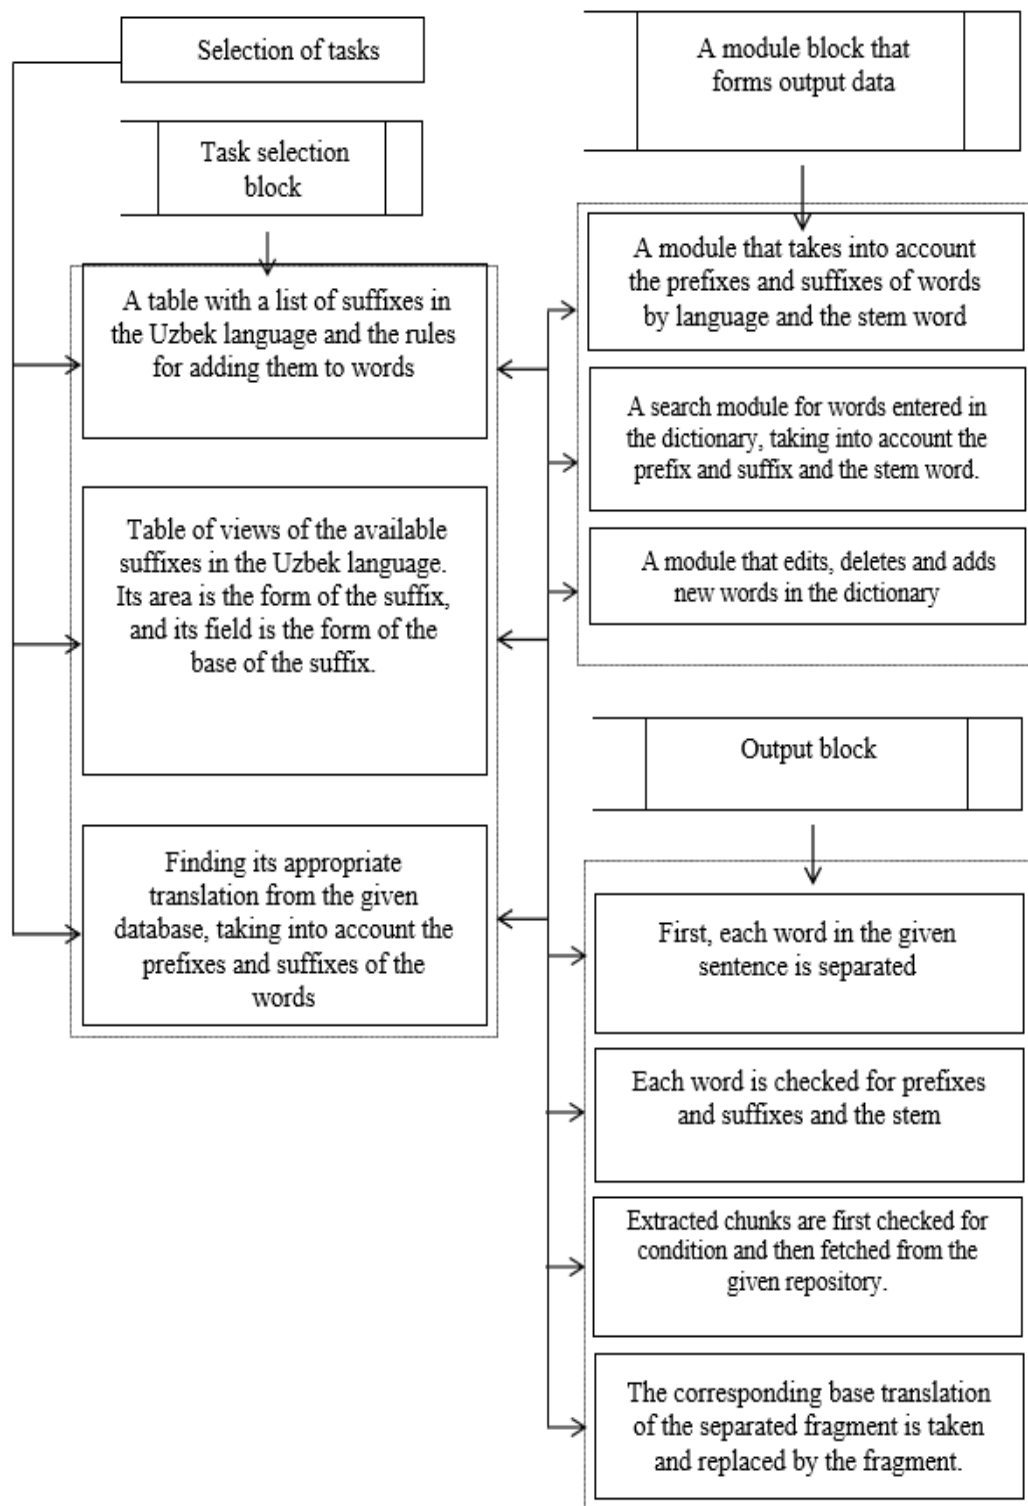 Selection of tasks
Task selection
block
A table with a list of suffixes in
the Uzbek language and the rules
for adding them to words
Table of views of the available
suffixes in the Uzbek language.
Its area is the form of the suffix,
and its field is the form of the
base of the suffix.
Finding its appropriate
translation from the given
database, taking into account the
prefixes and suffixes of the
words
A module block that
forms output data
A module that takes into account
the prefixes and suffixes of words
by language and the stem word
A search module for words entered in
the dictionary, taking into account the
prefix and suffix and the stem word.
A module that edits, deletes and adds
new words in the dictionary
Output block
First, each word in the given
sentence is separated
Each word is checked for prefixes
and suffixes and the stem
Extracted chunks are first checked for
condition and then fetched from the
given repository.
The corresponding base translation
of the separated fragment is taken
and replaced by the fragment.